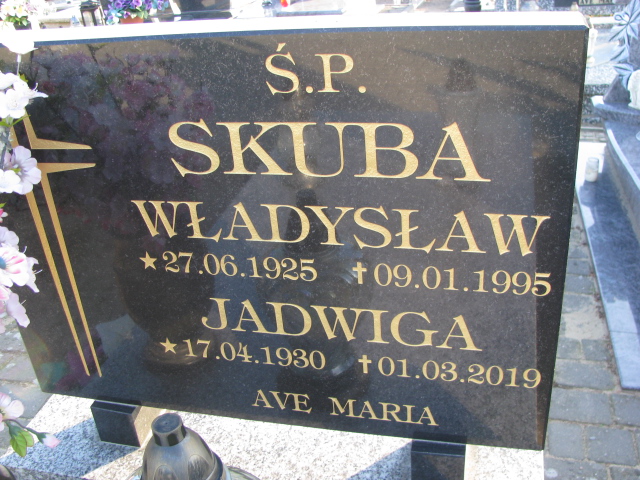 Ś.P.
SKUBA
WŁADYSŁAW
★27.06.1925 ✝09.01.1995
JADWIGA
★17.04.1930 ✝01.03.2019
AVE MARIA